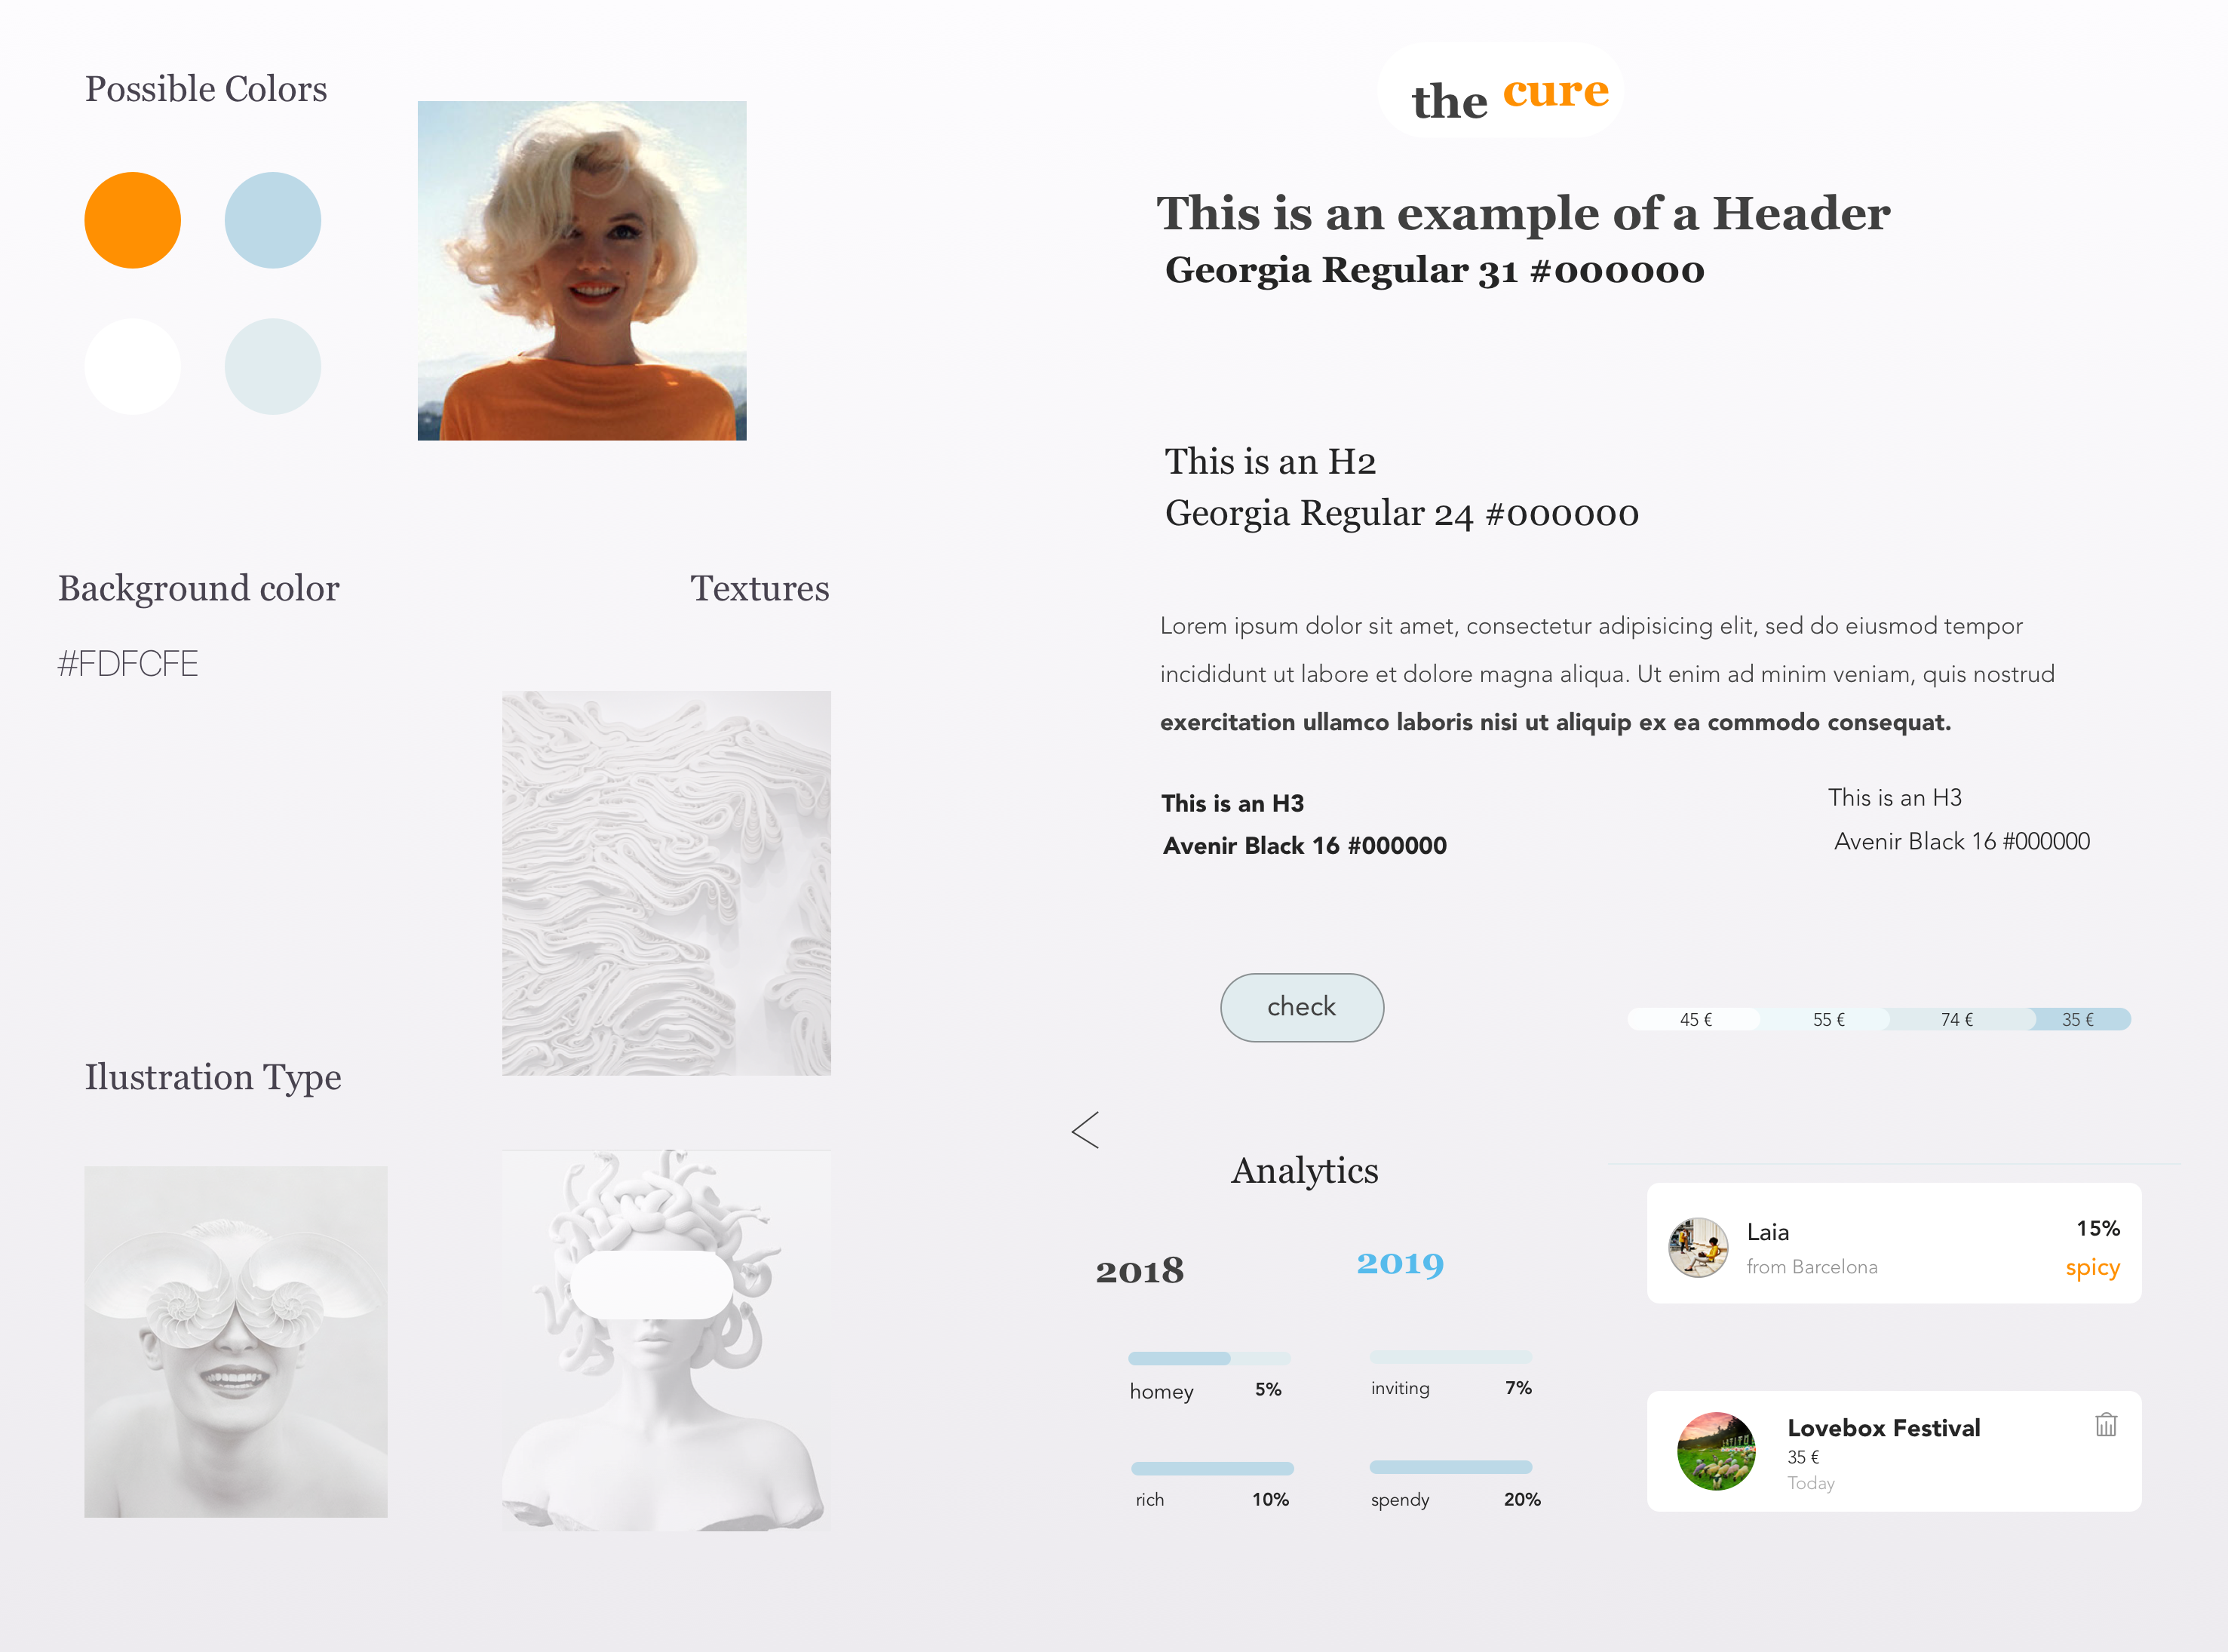 Possible Colors
the cure
This is an example of a Header
Georgia Regular 31 #000000
This is an H2
Georgia Regular 24 #000000
Background color
#FDFCFE
Textures
Lorem ipsum dolor sit amet, consectetur adipisicing elit, sed do eiusmod tempor
incididunt ut labore et dolore magna aliqua. Ut enim ad minim veniam, quis nostrud
exercitation ullamco laboris nisi ut aliquip ex ea commodo consequat.
This is an H3
Avenir Black 16 #000000
This is an H3
Avenir Black 16 #000000
check
45 € 55 € 74 € 35 €
Ilustration Type
Analytics
2018 2019
homey 5%
inviting 7%
rich 10%
spendy 20%
Laia 15%
from Barcelona spicy
Lovebox Festival
35 €
Today